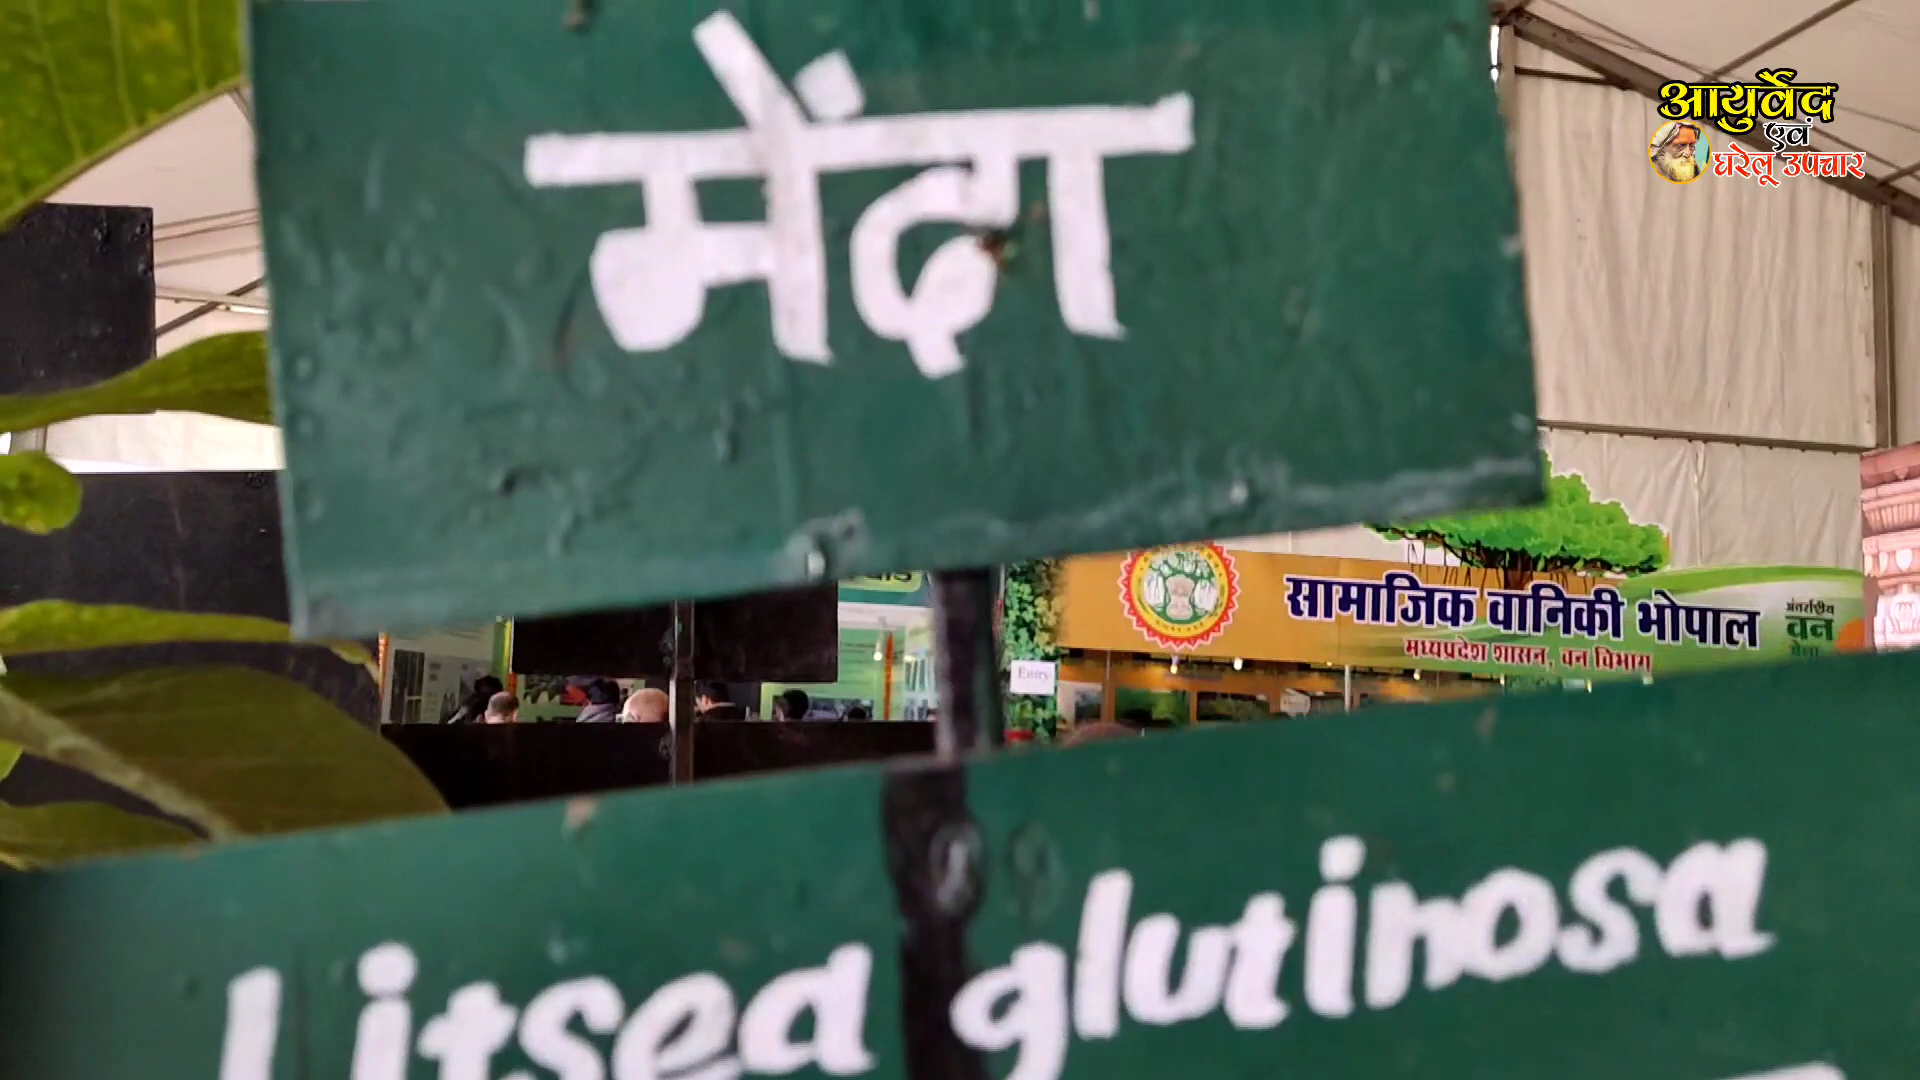 मेंदा
आयुर्वेद
एवं
घरेलू उपचार
सामाजिक वानिकी भोपाल
मध्यप्रदेश शासन, वन विभाग
अंतर्राष्ट्रीय
वन
Entry
Litsea glutinosa